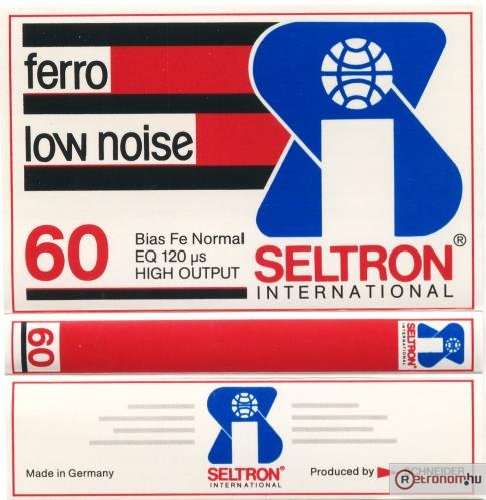 ferro
low noise
60
Bias Fe Normal
EQ 120 µs
HIGH OUTPUT
SELTRON®
INTERNATIONAL
60
SELTRON
INTERNATIONAL
SELTRON®
INTERNATIONAL
Made in Germany
Produced by SCHNEIDER
Retronom.hu